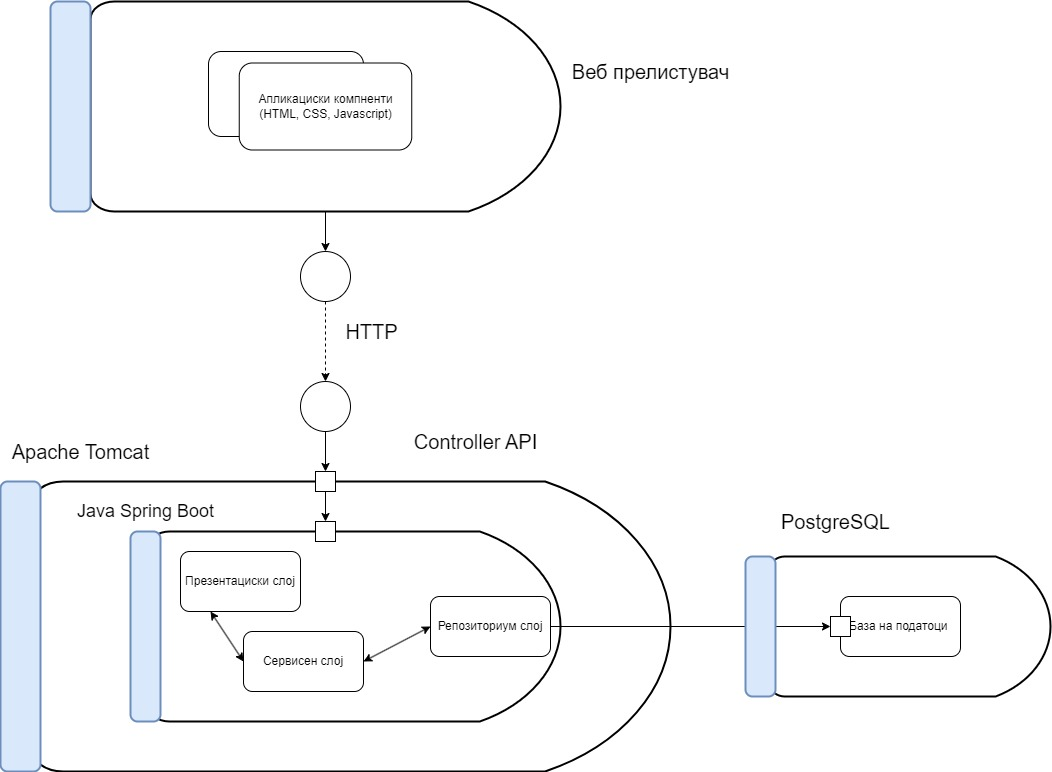 Веб прелистувач
Апликациски компненти
(HTML, CSS, Javascript)
HTTP
Controller API
Apache Tomcat
Java Spring Boot
PostgreSQL
Презентациски слој
Репозиториум слој
База на податоци
Сервисен слој